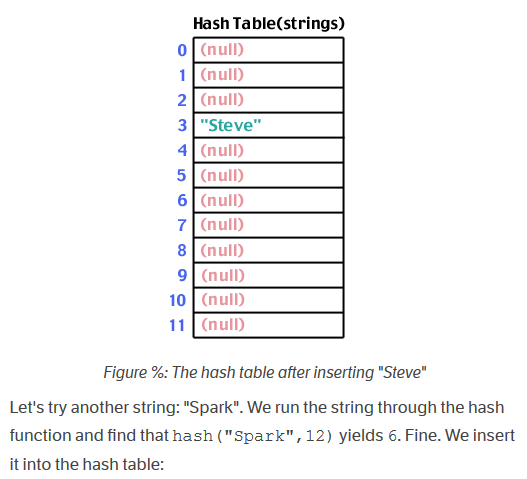 Hash Table(strings)
0 (null)
1 (null)
2 (null)
3 "Steve"
4 (null)
5 (null)
6 (null)
7 (null)
8 (null)
9 (null)
10 (null)
11 (null)
Figure %: The hash table after inserting "Steve"
Let's try another string: "Spark". We run the string through the hash
function and find that hash("Spark",12) yields 6. Fine. We insert
it into the hash table: